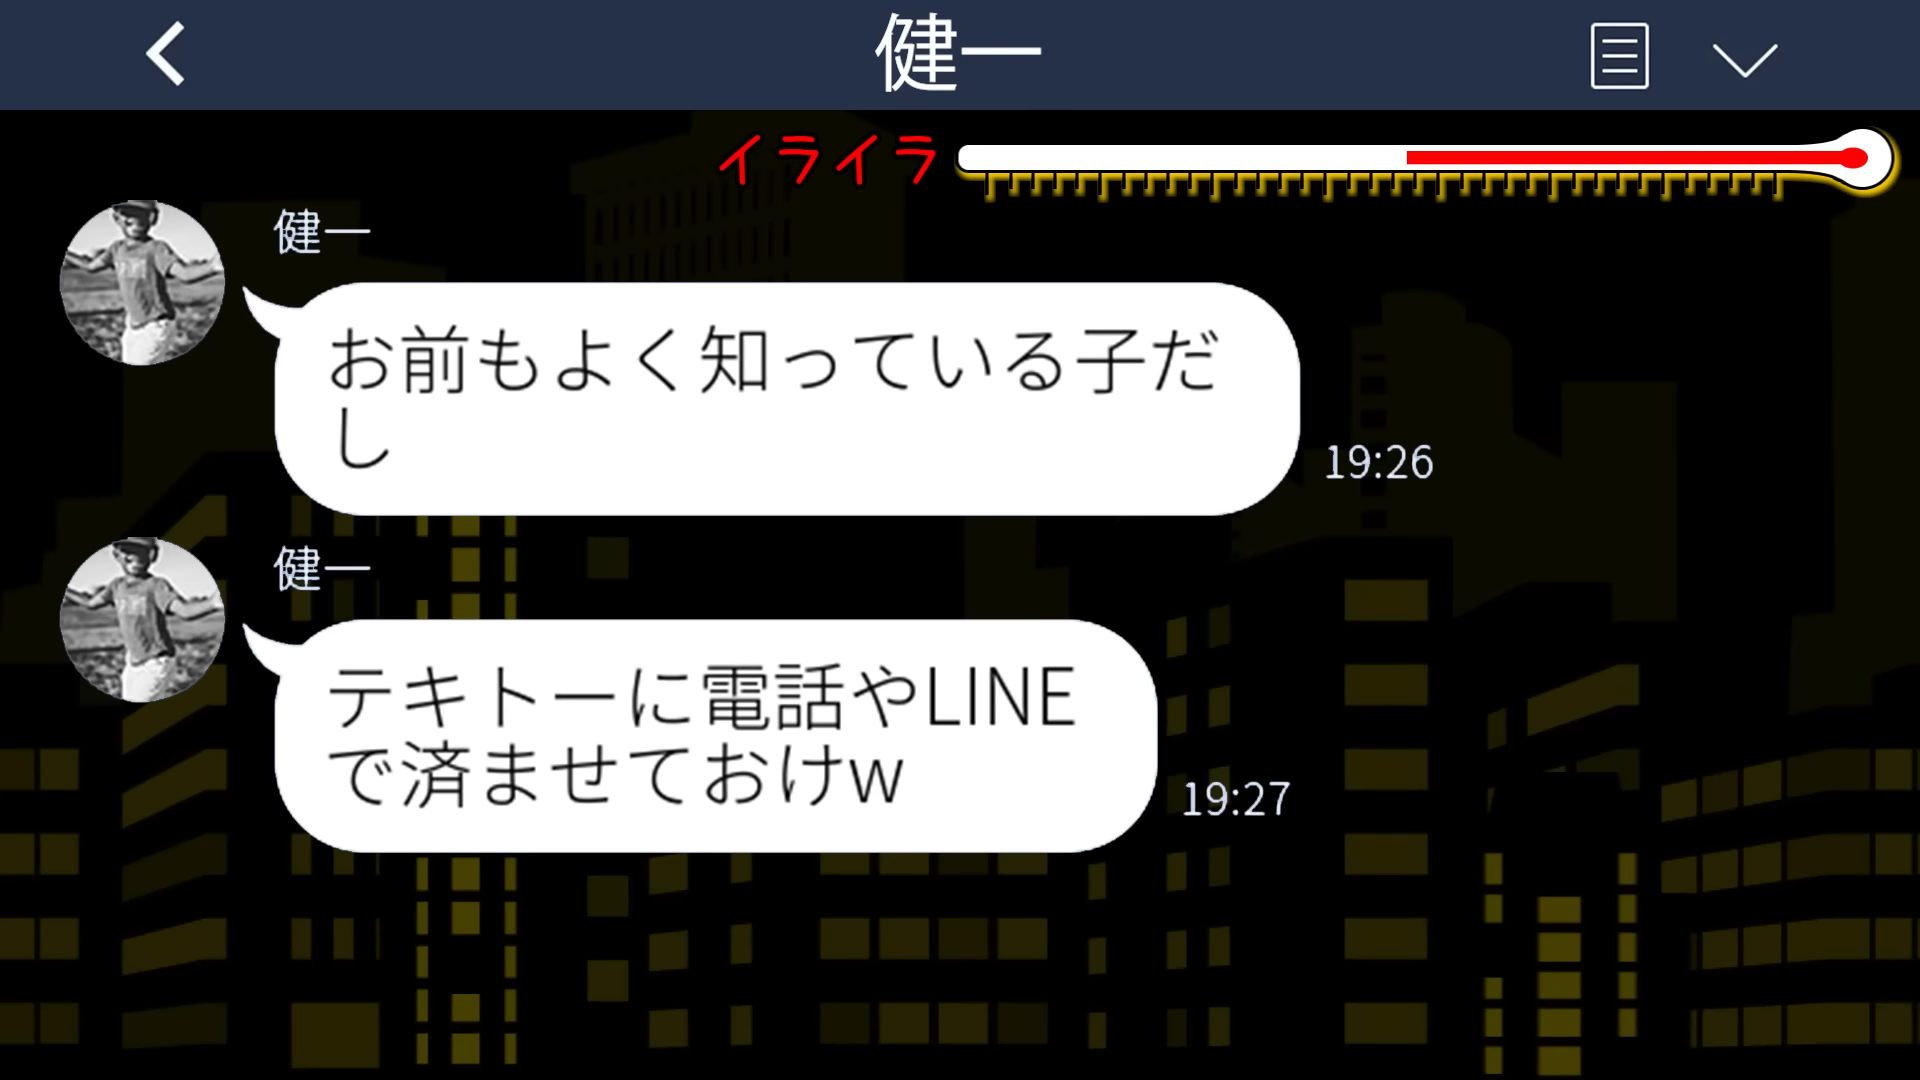 健一
イライラ
健一
お前もよく知っている子だ
し
19:26
健一
テキトーに電話やLINE
で済ませておけw
19:27